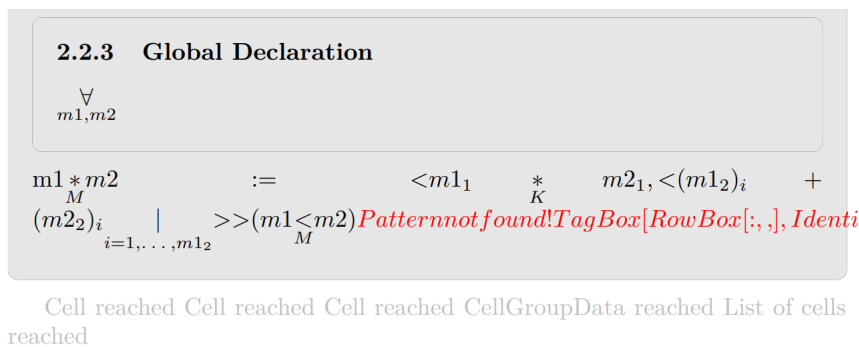 2.2.3 Global Declaration
∀
m1,m2
m1 * m2 := <m1₁ * m2₁, <(m1₂)ᵢ +
M K
(m2₂)ᵢ | >>(m1<m2)Patternnotfound!TagBox[RowBox[:, ,], Identi
i=1,...,m1₂ M
Cell reached Cell reached Cell reached CellGroupData reached List of cells
reached